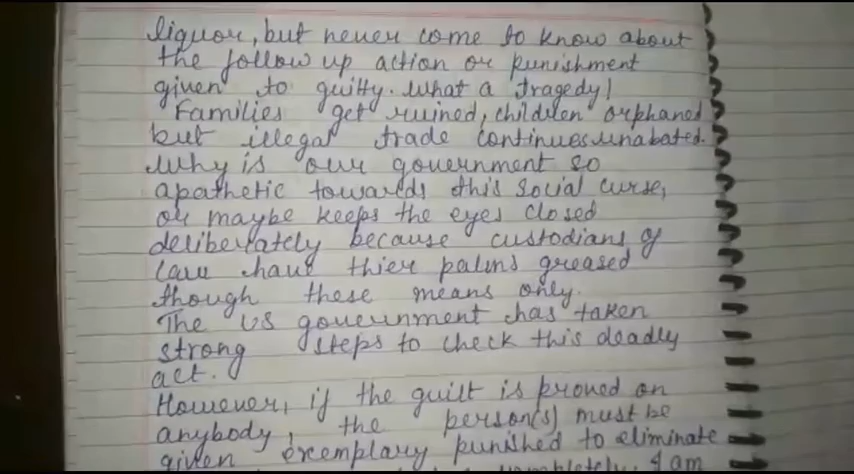 liquor, but never come to know about
the follow up action or punishment
given to guilty. What a tragedy!
Families get ruined, children orphaned
but illegal trade continues unabated.
Why is our government so
apathetic towards this social curse,
or maybe keeps the eyes closed
deliberately because custodians of
law have thier palms greased
though these means only.
The US government has taken
strong steps to check this deadly
act.
However, if the guilt is proved on
anybody, the person(s) must be
given exemplary punished to eliminate
completely. I am